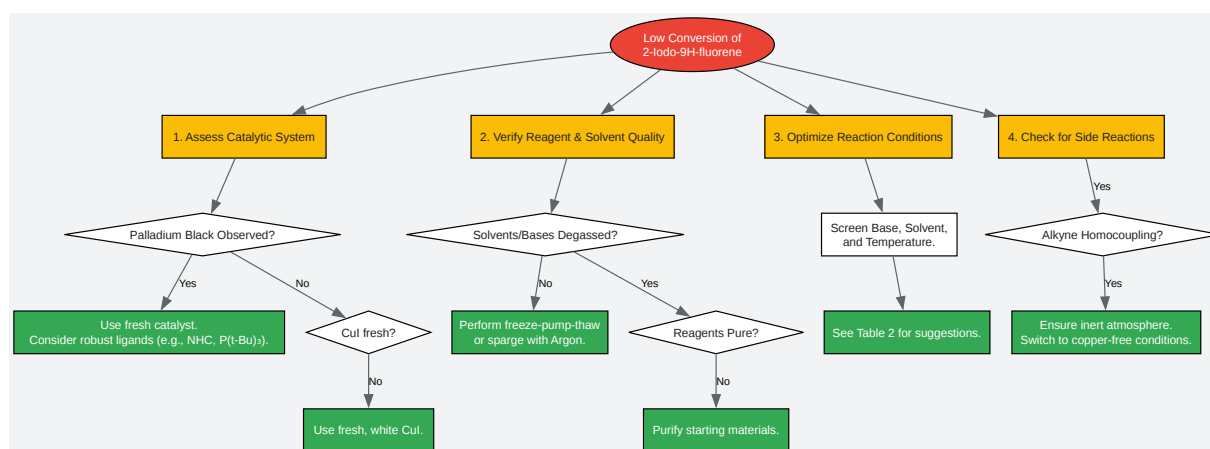 Low Conversion of
2-Iodo-9H-fluorene
1. Assess Catalytic System
2. Verify Reagent & Solvent Quality
3. Optimize Reaction Conditions
4. Check for Side Reactions
Yes
Palladium Black Observed?
Solvents/Bases Degassed?
Screen Base, Solvent,
and Temperature.
Alkyne Homocoupling?
Yes
No
No
Yes
Yes
Use fresh catalyst.
Consider robust ligands (e.g., NHC, P(t-Bu)₃).
CuI fresh?
Perform freeze-pump-thaw
or sparge with Argon.
Reagents Pure?
See Table 2 for suggestions.
Ensure inert atmosphere.
Switch to copper-free conditions.
No
No
Use fresh, white CuI.
Purify starting materials.